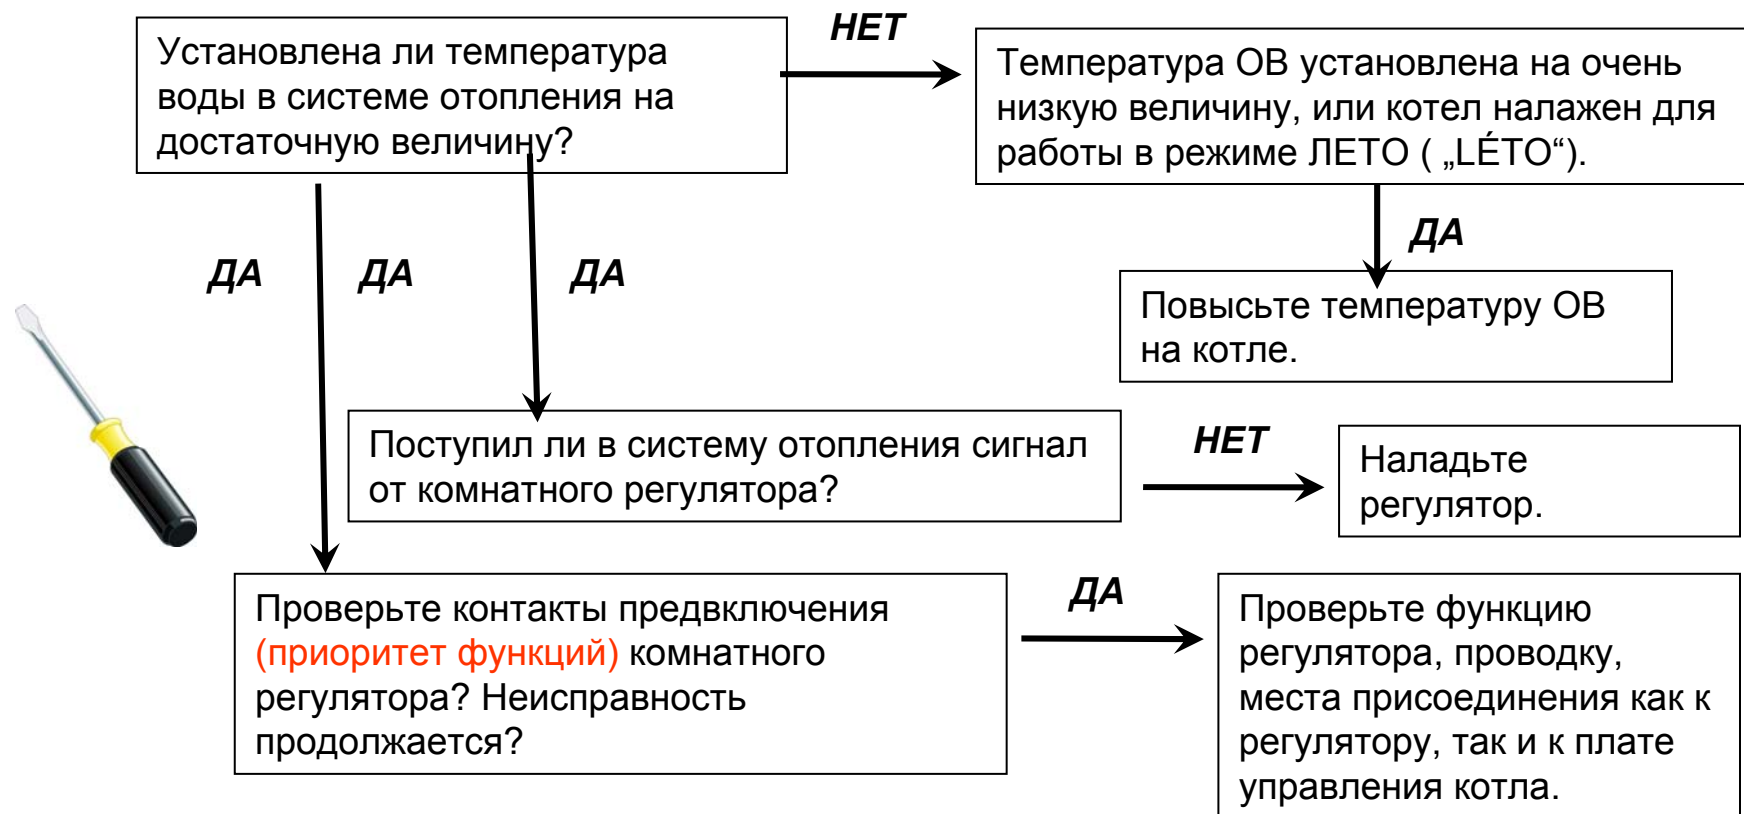 НЕТ
Установлена ли температура
воды в системе отопления на
достаточную величину?
Температура ОВ установлена на очень
низкую величину, или котел налажен для
работы в режиме ЛЕТО ( „LÉTO“).
ДА
ДА
ДА
ДА
Повысьте температуру ОВ
на котле.
Поступил ли в систему отопления сигнал
от комнатного регулятора?
НЕТ
Наладьте
регулятор.
Проверьте контакты предвключения
(приоритет функций) комнатного
регулятора? Неисправность
продолжается?
ДА
Проверьте функцию
регулятора, проводку,
места присоединения как к
регулятору, так и к плате
управления котла.